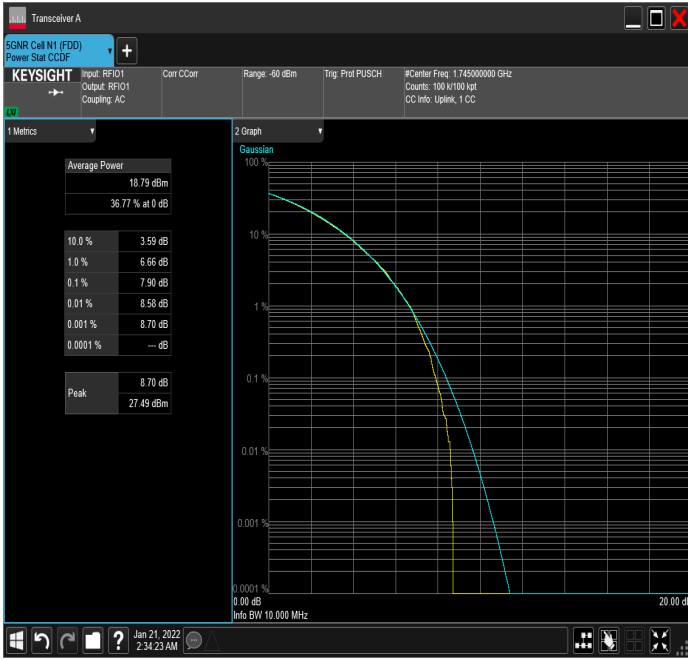 Transceiver A
5GNR Cell N1 (FDD)
Power Stat CCDF
KEYSIGHT
Input: RFIO1
Output: RFIO1
Coupling: AC
Corr CCorr
Range: -60 dBm
Trig: Prot PUSCH
#Center Freq: 1.745000000 GHz
Counts: 100 k/100 kpt
CC Info: Uplink, 1 CC
LXI
1 Metrics
Average Power
18.79 dBm
36.77 % at 0 dB
10.0 % 3.59 dB
1.0 % 6.66 dB
0.1 % 7.90 dB
0.01 % 8.58 dB
0.001 % 8.70 dB
0.0001 % --- dB
Peak
8.70 dB
27.49 dBm
2 Graph
Gaussian
100 %
10 %
1 %
0.1 %
0.01 %
0.001 %
0.0001 %
0.00 dB
20.00 dB
Info BW 10.000 MHz
?
Jan 21, 2022
2:34:23 AM